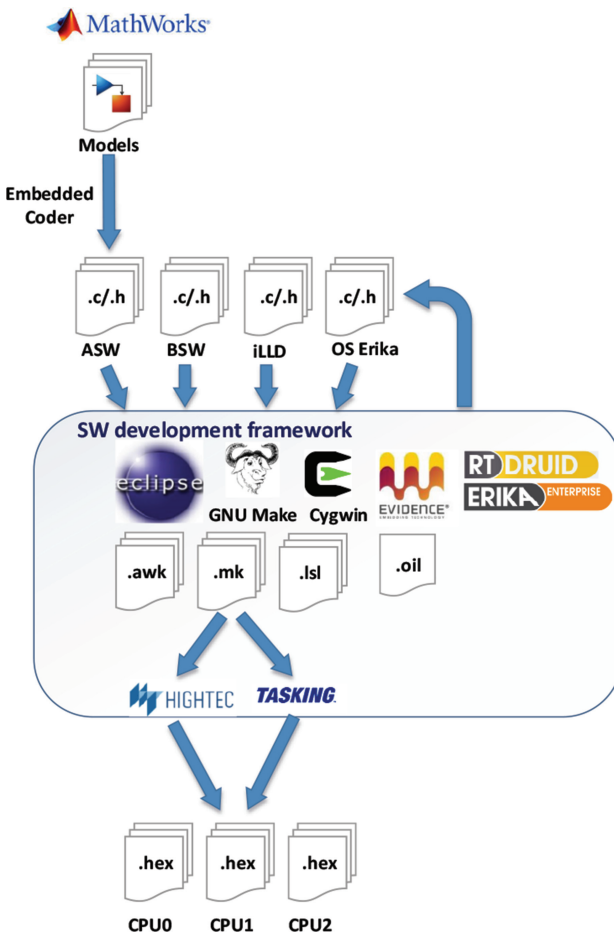 MathWorks®
Models
Embedded
Coder
.c/.h .c/.h .c/.h .c/.h
ASW BSW iLLD OS Erika
SW development framework
eclipse
GNU Make Cygwin
EVIDENCE®
EMBEDDING TECHNOLOGY
RT DRUID
ERIKA ENTERPRISE
.awk .mk .lsl .oil
HIGHTEC TASKING.
.hex .hex .hex
CPU0 CPU1 CPU2